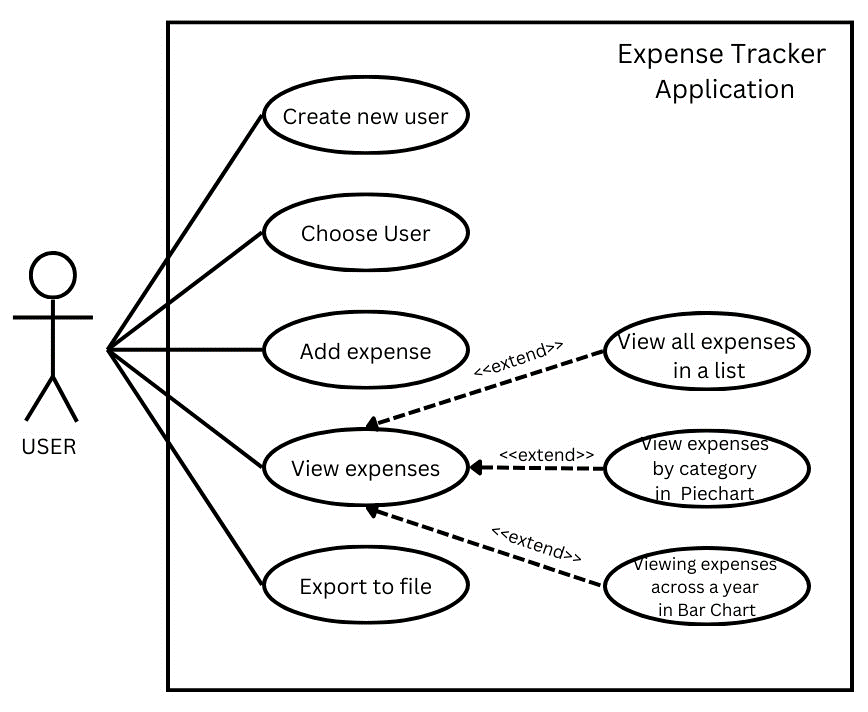 Expense Tracker
Application
Create new user
Choose User
Add expense
View expenses
Export to file
USER
<<extend>>
<<extend>>
<<extend>>
View all expenses
in a list
View expenses
by category
in Piechart
Viewing expenses
across a year
in Bar Chart